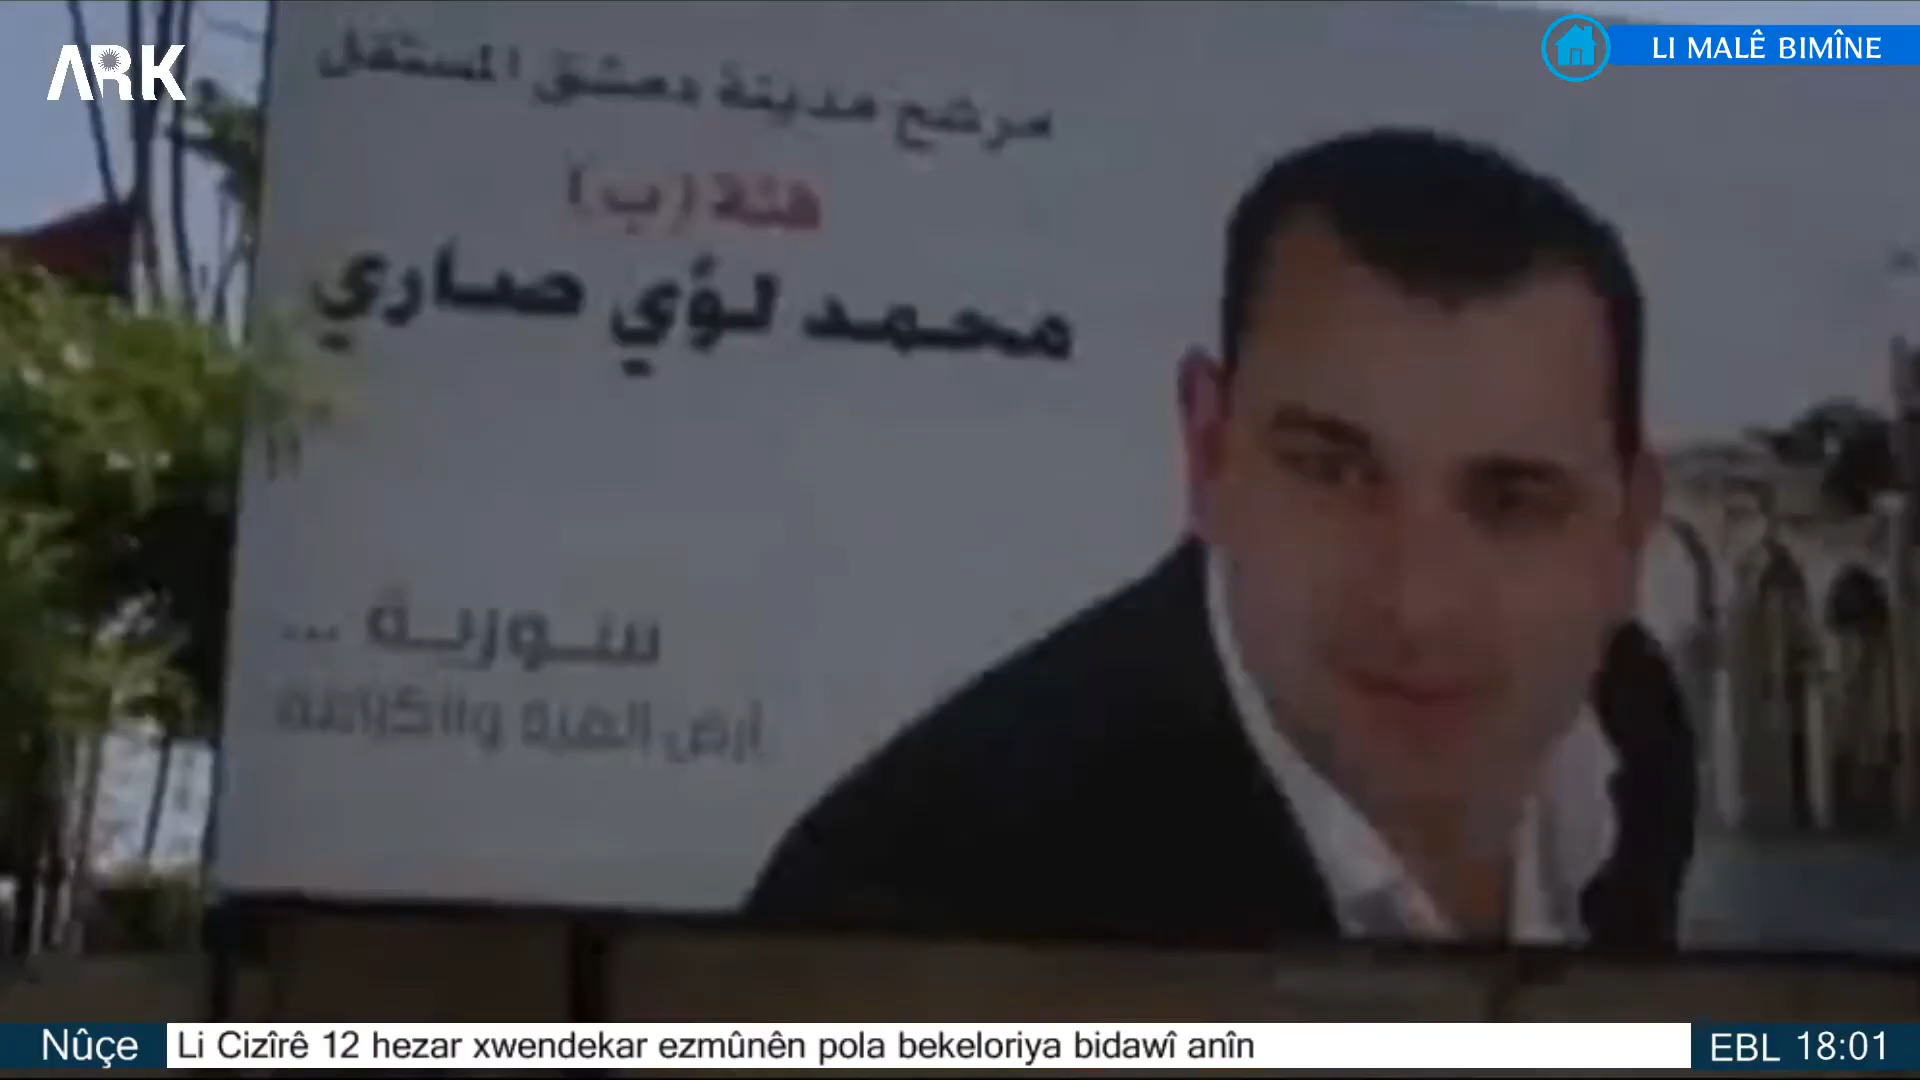 ARK
LI MALÊ BIMÎNE
مرشح مدينة دمشق المستقل
فئة (ب)
محمد لؤي صاري
سورية ...
أرض العزة والكرامة
Nûçe
Li Cizîrê 12 hezar xwendekar ezmûnên pola bekeloriya bidawî anîn
EBL 18:01